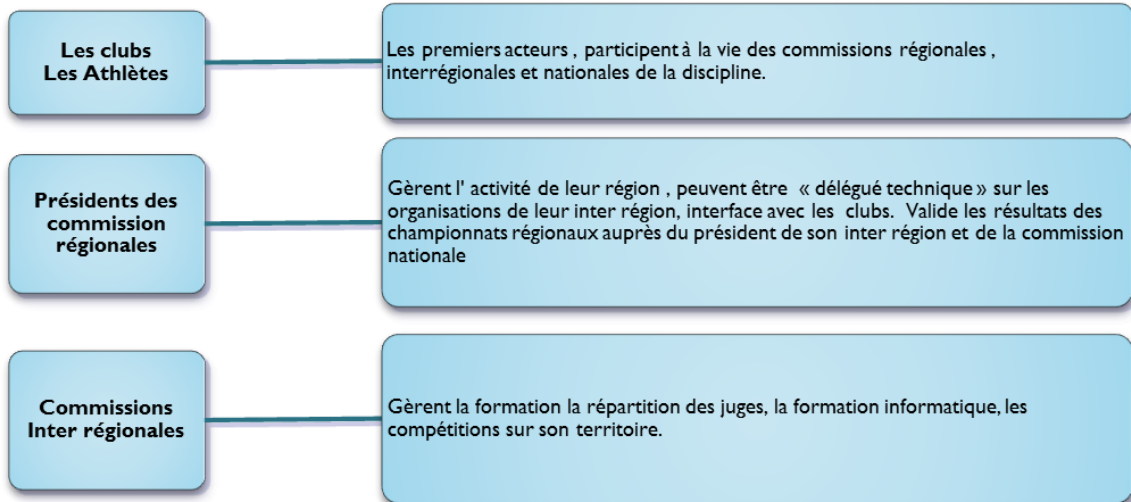 Les clubs
Les Athlètes
Les premiers acteurs , participent à la vie des commissions régionales ,
interrégionales et nationales de la discipline.
Présidents des
commission
régionales
Gèrent l' activité de leur région , peuvent être « délégué technique » sur les
organisations de leur inter région, interface avec les clubs. Valide les résultats des
championnats régionaux auprès du président de son inter région et de la commission
nationale
Commissions
Inter régionales
Gèrent la formation la répartition des juges, la formation informatique, les
compétitions sur son territoire.